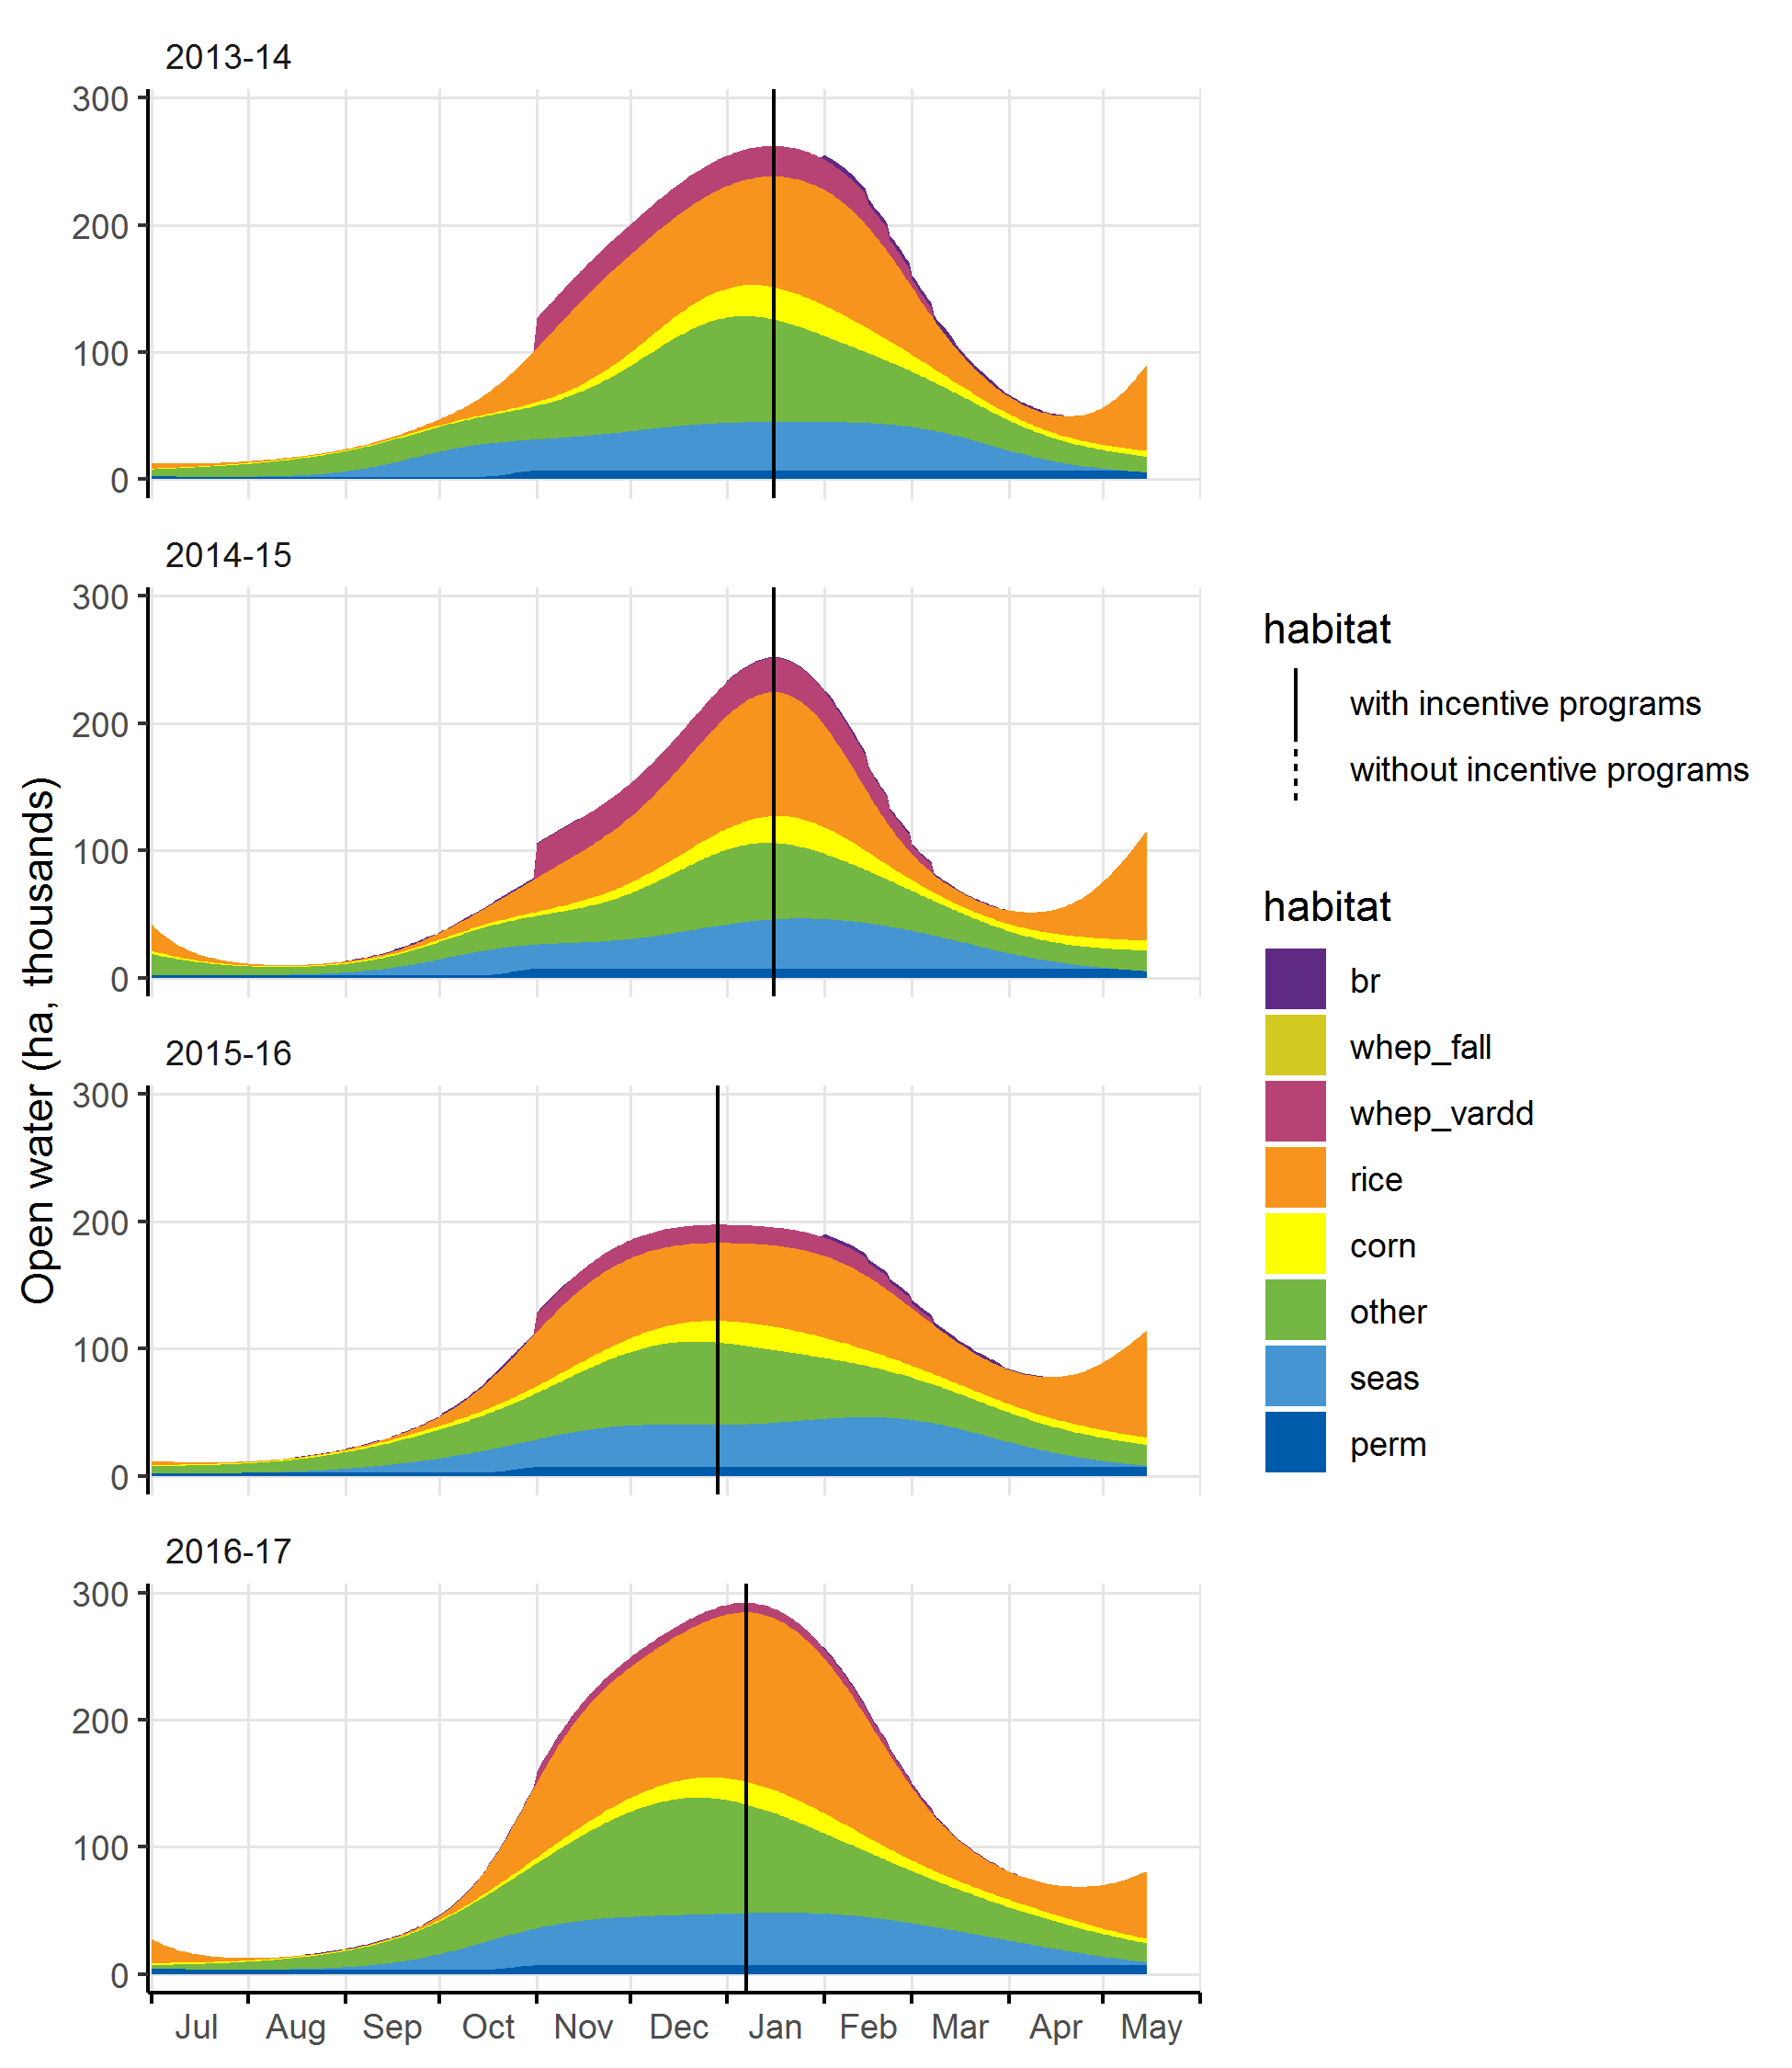 2013-14
300
200
100
0
2014-15
300
200
100
0
2015-16
300
200
100
0
2016-17
300
200
100
0
Jul Aug Sep Oct Nov Dec Jan Feb Mar Apr May
Open water (ha, thousands)
habitat
with incentive programs
without incentive programs
habitat
br
whep_fall
whep_vardd
rice
corn
other
seas
perm